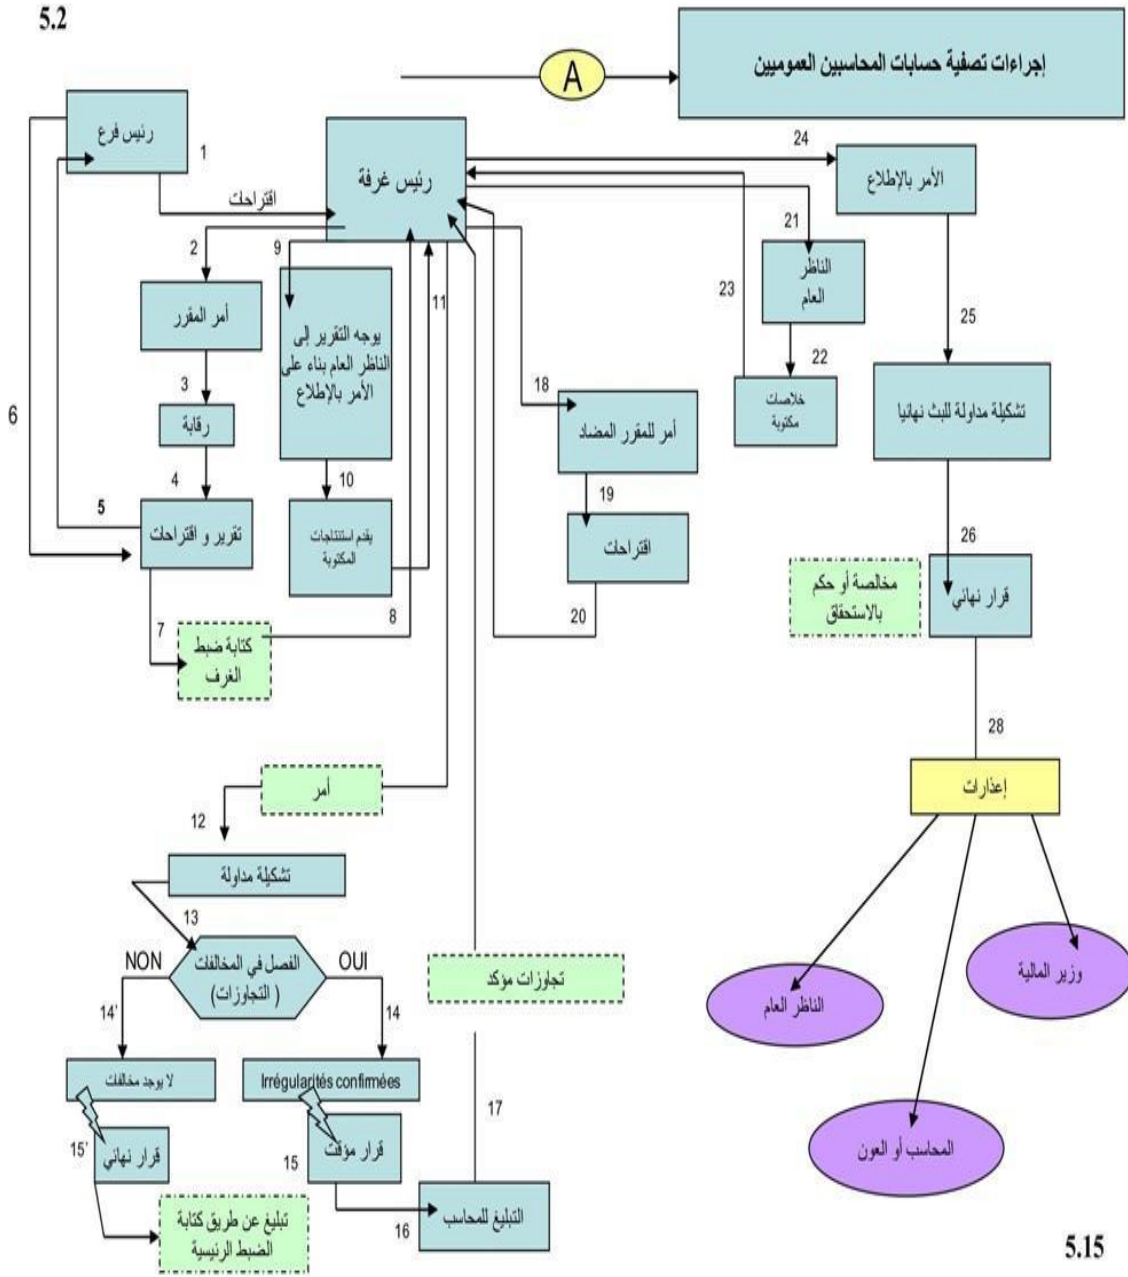 5.2
A
إجراءات تصفية حسابات المحاسبين العموميين
رئيس فرع
1
اقتراحات
رئيس غرفة
24
الأمر بالإطلاع
2
9
11
21
23
أمر المقرر
يوجه التقرير إلى
الناظر العام بناء على
الأمر بالإطلاع
الناظر
العام
25
22
3
6
رقابة
18
أمر للمقرر المضاد
خلاصات
مكتوبة
تشكيلة مداولة للبث نهائيا
4
10
19
5
تقرير و اقتراحات
يقدم استنتاجات
المكتوبة
اقتراحات
26
مخالصة أو حكم
بالاستحقاق
قرار نهائي
7
8
20
كتابة ضبط
الغرف
28
أمر
إعذارات
12
تشكيلة مداولة
13
NON
الفصل في المخالفات
( التجاوزات)
OUI
تجاوزات مؤكد
وزير المالية
الناظر العام
14'
14
لا يوجد مخالفات
Irrégularités confirmées
17
15'
قرار نهائي
15
قرار مؤقت
المحاسب أو العون
16
التبليغ للمحاسب
تبليغ عن طريق كتابة
الضبط الرئيسية
5.15